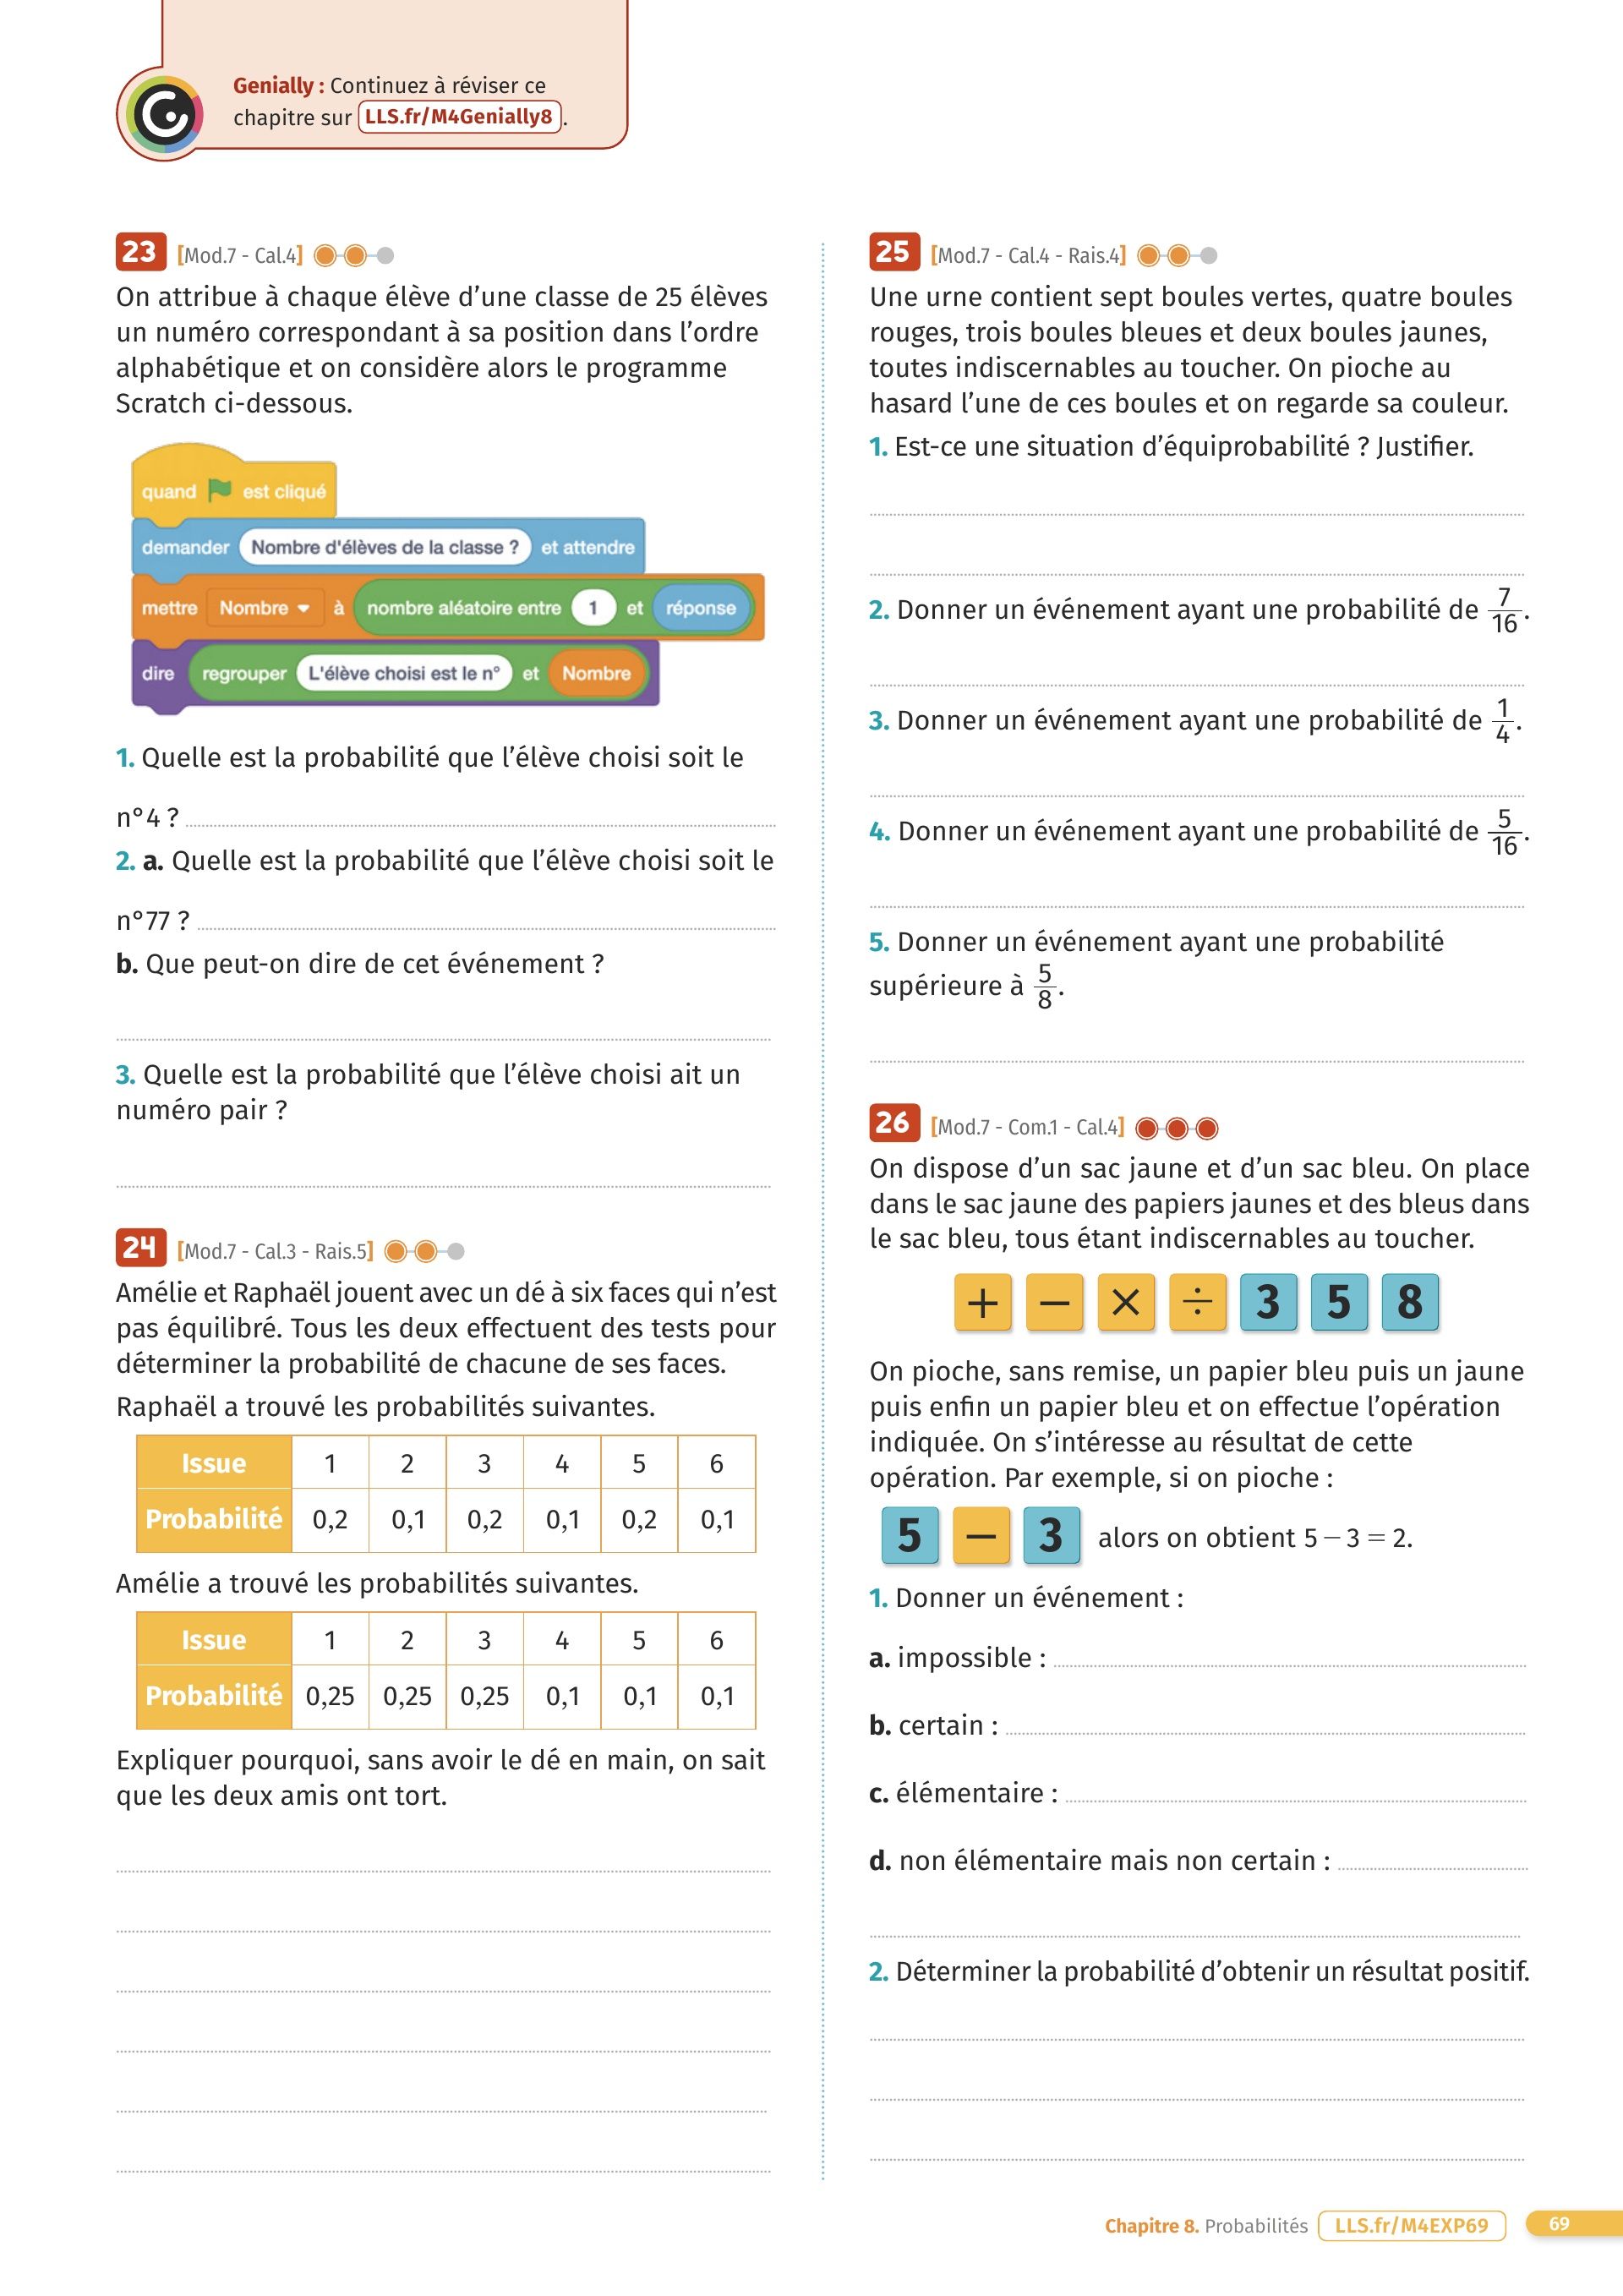 Genially : Continuez à réviser ce
chapitre sur LLS.fr/M4Genially8.
23 [Mod.7 - Cal.4]
On attribue à chaque élève d’une classe de 25 élèves
un numéro correspondant à sa position dans l’ordre
alphabétique et on considère alors le programme
Scratch ci-dessous.
quand est cliqué
demander Nombre d'élèves de la classe ? et attendre
mettre Nombre à nombre aléatoire entre 1 et réponse
dire regrouper L'élève choisi est le n° et Nombre
1. Quelle est la probabilité que l’élève choisi soit le
n°4 ?
2. a. Quelle est la probabilité que l’élève choisi soit le
n°77 ?
b. Que peut-on dire de cet événement ?
3. Quelle est la probabilité que l’élève choisi ait un
numéro pair ?
24 [Mod.7 - Cal.3 - Rais.5]
Amélie et Raphaël jouent avec un dé à six faces qui n’est
pas équilibré. Tous les deux effectuent des tests pour
déterminer la probabilité de chacune de ses faces.
Raphaël a trouvé les probabilités suivantes.
Issue 1 2 3 4 5 6
Probabilité 0,2 0,1 0,2 0,1 0,2 0,1
Amélie a trouvé les probabilités suivantes.
Issue 1 2 3 4 5 6
Probabilité 0,25 0,25 0,25 0,1 0,1 0,1
Expliquer pourquoi, sans avoir le dé en main, on sait
que les deux amis ont tort.
25 [Mod.7 - Cal.4 - Rais.4]
Une urne contient sept boules vertes, quatre boules
rouges, trois boules bleues et deux boules jaunes,
toutes indiscernables au toucher. On pioche au
hasard l’une de ces boules et on regarde sa couleur.
1. Est-ce une situation d’équiprobabilité ? Justifier.
2. Donner un événement ayant une probabilité de 7/16.
3. Donner un événement ayant une probabilité de 1/4.
4. Donner un événement ayant une probabilité de 5/16.
5. Donner un événement ayant une probabilité
supérieure à 5/8.
26 [Mod.7 - Com.1 - Cal.4]
On dispose d’un sac jaune et d’un sac bleu. On place
dans le sac jaune des papiers jaunes et des bleus dans
le sac bleu, tous étant indiscernables au toucher.
+ − × ÷ 3 5 8
On pioche, sans remise, un papier bleu puis un jaune
puis enfin un papier bleu et on effectue l’opération
indiquée. On s’intéresse au résultat de cette
opération. Par exemple, si on pioche :
5 − 3 alors on obtient 5 − 3 = 2.
1. Donner un événement :
a. impossible :
b. certain :
c. élémentaire :
d. non élémentaire mais non certain :
2. Déterminer la probabilité d’obtenir un résultat positif.
Chapitre 8. Probabilités LLS.fr/M4EXP69 69